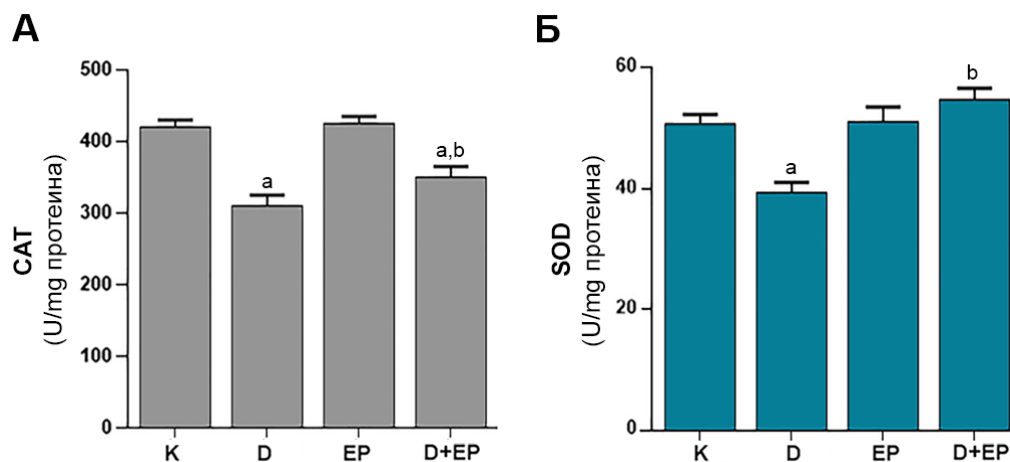 А
CAT
(U/mg протеина)
500
400
300
200
100
0
a
a,b
K
D
EP
D+EP
Б
SOD
(U/mg протеина)
60
40
20
0
a
b
K
D
EP
D+EP